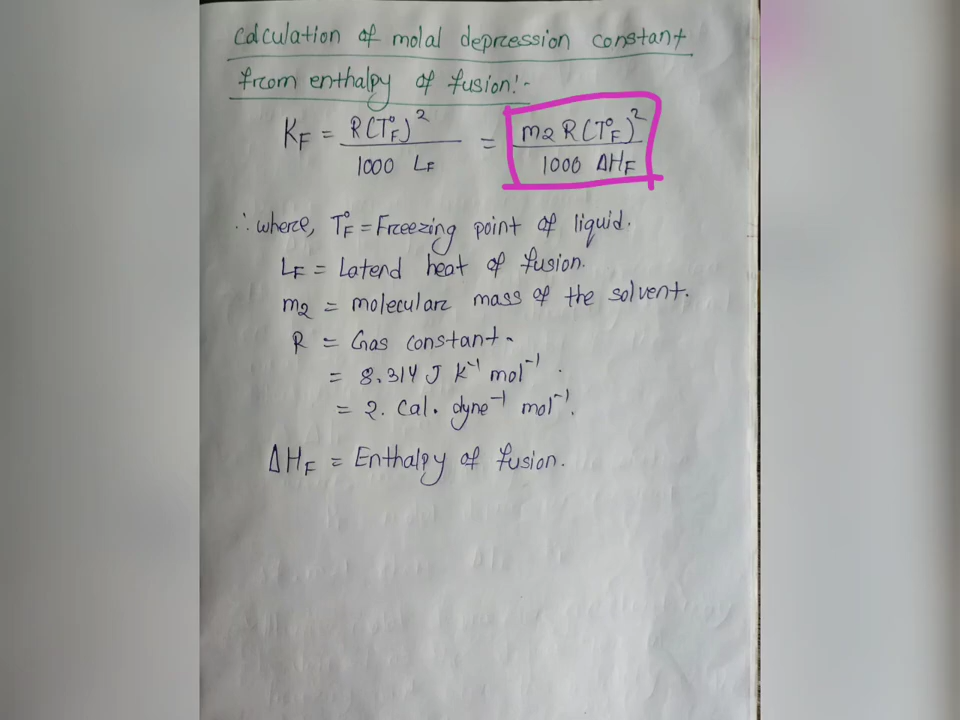 Calculation of molal depression constant
from enthalpy of fusion:-
K_F = R(T°_F)² / 1000 L_F = m2 R(T°_F)² / 1000 ΔH_F
∴ where, T°_F = Freezing point of liquid.
L_F = Latend heat of fusion.
m2 = molecular mass of the solvent.
R = Gas constant.
= 8.314 J K⁻¹ mol⁻¹.
= 2. Cal. dyne⁻¹ mol⁻¹.
ΔH_F = Enthalpy of fusion.